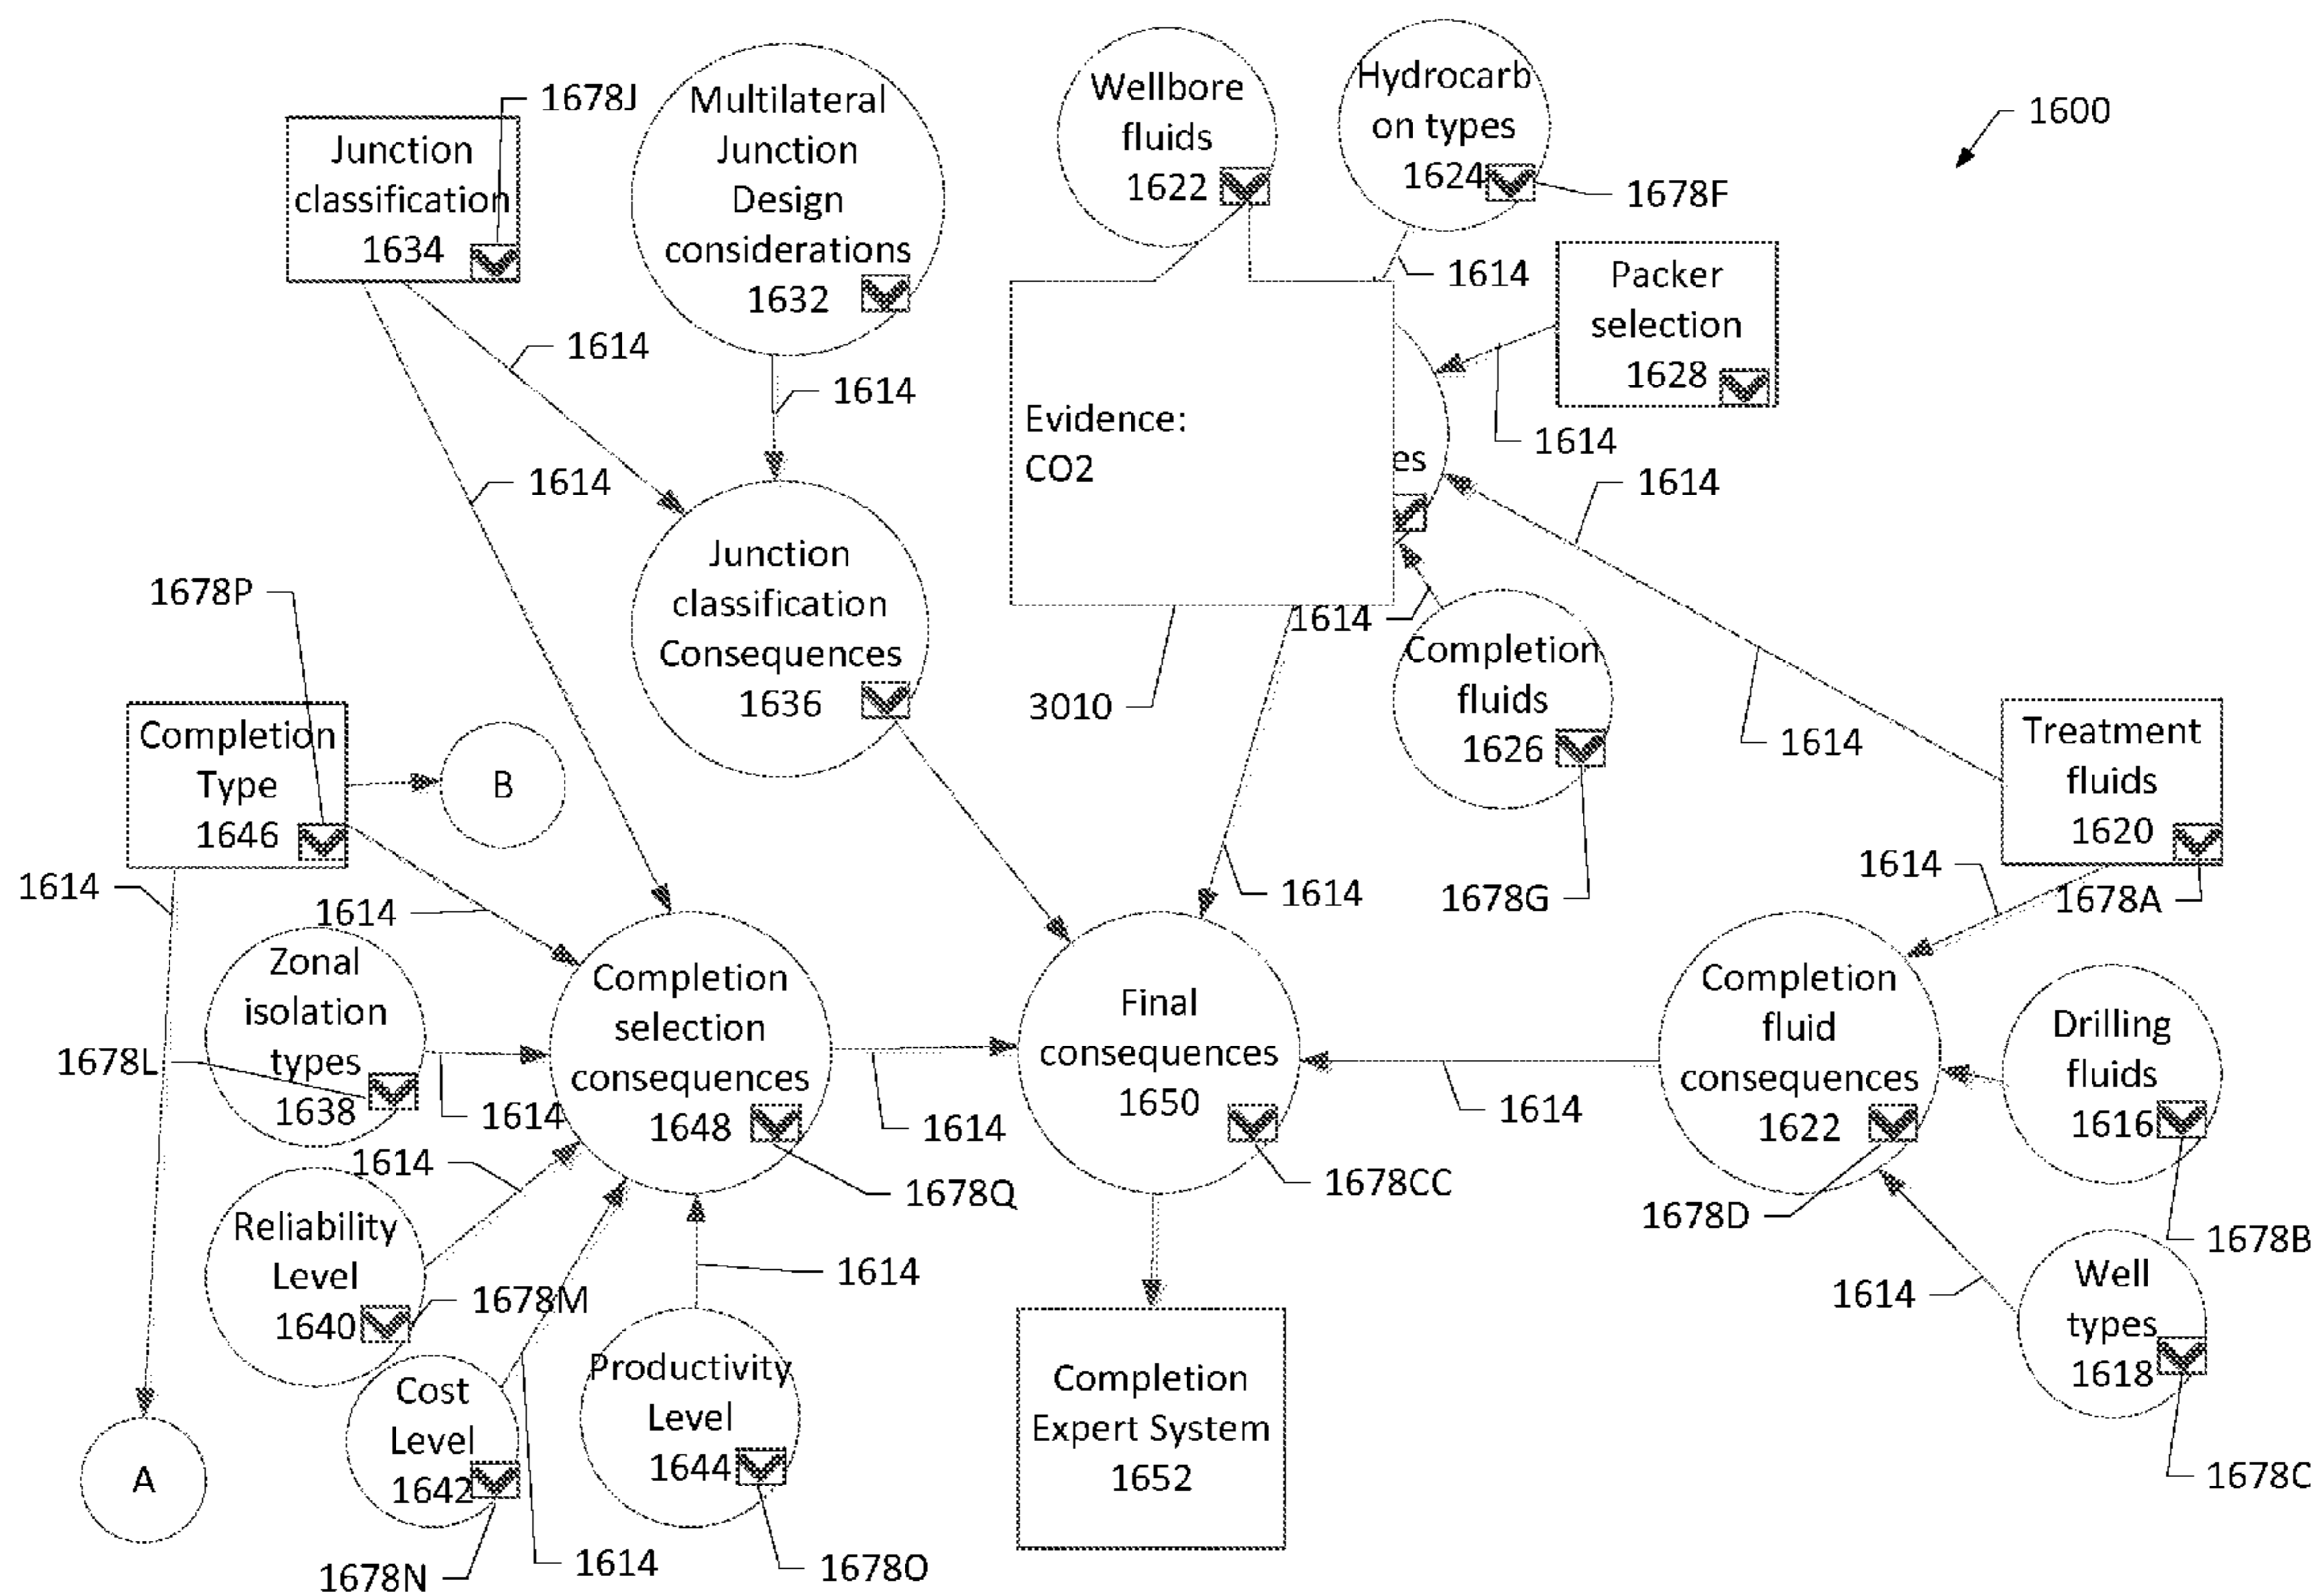 1678J
Junction
classification
1634
Multilateral
Junction
Design
considerations
1632
Wellbore
fluids
1622
Hydrocarb
on types
1624
1678F
1600
1614
Packer
selection
1628
1614
1614
1614
1614
1614
Evidence:
CO2
es
1614
1614
1678P
Junction
classification
Consequences
1636
3010
Completion
fluids
1626
1678G
Completion
Type
1646
B
1614
1614
Treatment
fluids
1620
1614
1678A
1614
Zonal
isolation
types
1638
1678L
1614
Completion
selection
consequences
1648
1614
1678Q
Final
consequences
1650
1678CC
1614
Completion
fluid
consequences
1622
1678D
Drilling
fluids
1616
1678B
1614
Reliability
Level
1640
1678M
1614
1614
Well
types
1618
1678C
Cost
Level
1642
1678N
1614
Productivity
Level
1644
1678O
Completion
Expert System
1652
A